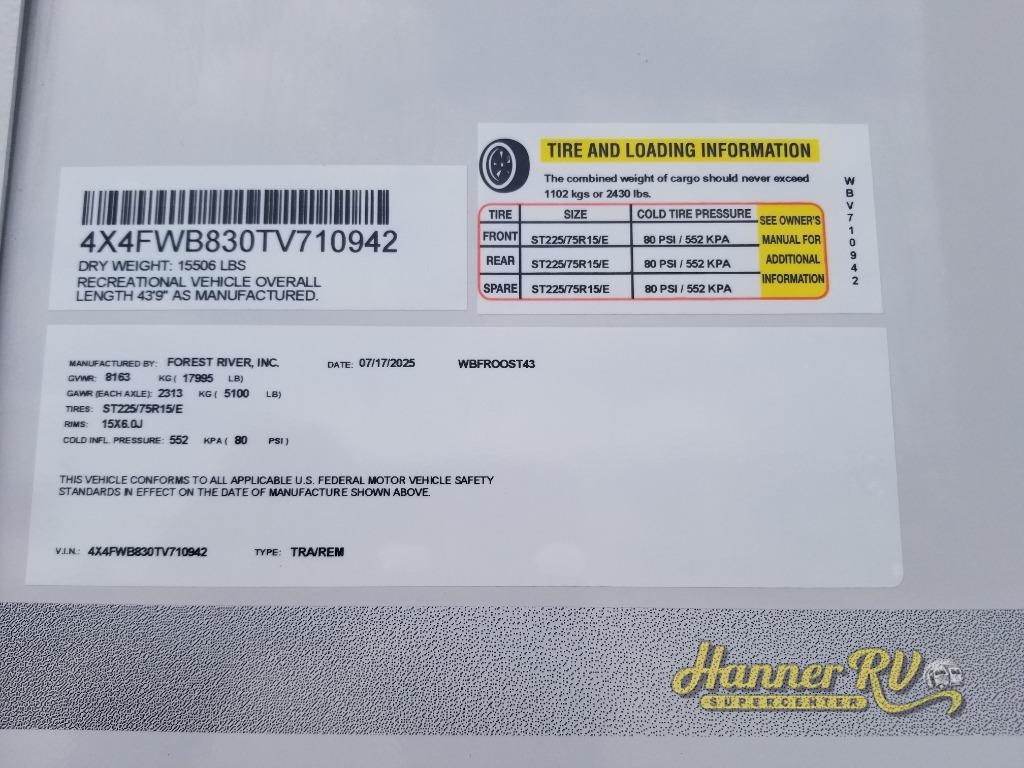 4X4FWB830TV710942
DRY WEIGHT: 15506 LBS
RECREATIONAL VEHICLE OVERALL
LENGTH 43'9" AS MANUFACTURED.
TIRE AND LOADING INFORMATION
The combined weight of cargo should never exceed
1102 kgs or 2430 lbs.
TIRE SIZE COLD TIRE PRESSURE
FRONT ST225/75R15/E 80 PSI / 552 KPA
REAR ST225/75R15/E 80 PSI / 552 KPA
SPARE ST225/75R15/E 80 PSI / 552 KPA
SEE OWNER'S
MANUAL FOR
ADDITIONAL
INFORMATION
WBV710942
MANUFACTURED BY: FOREST RIVER, INC. DATE: 07/17/2025 WBFROOST43
GVWR: 8163 KG ( 17995 LB)
GAWR (EACH AXLE): 2313 KG ( 5100 LB)
TIRES: ST225/75R15/E
RIMS: 15X6.0J
COLD INFL. PRESSURE: 552 KPA ( 80 PSI )
THIS VEHICLE CONFORMS TO ALL APPLICABLE U.S. FEDERAL MOTOR VEHICLE SAFETY
STANDARDS IN EFFECT ON THE DATE OF MANUFACTURE SHOWN ABOVE.
V.I.N.: 4X4FWB830TV710942 TYPE: TRA/REM
Hanner RV
SUPERCENTER